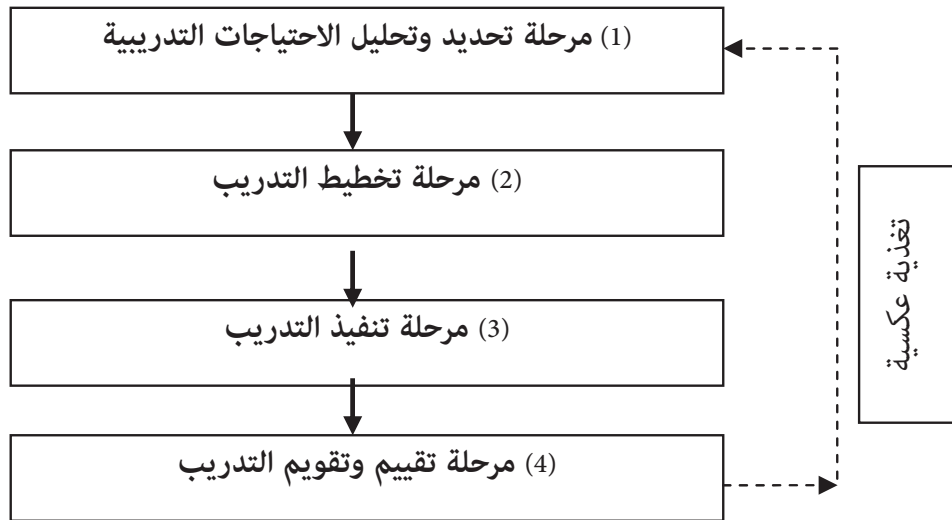 (1) مرحلة تحديد وتحليل الاحتياجات التدريبية
(2) مرحلة تخطيط التدريب
(3) مرحلة تنفيذ التدريب
(4) مرحلة تقييم وتقويم التدريب
تغذية عكسية